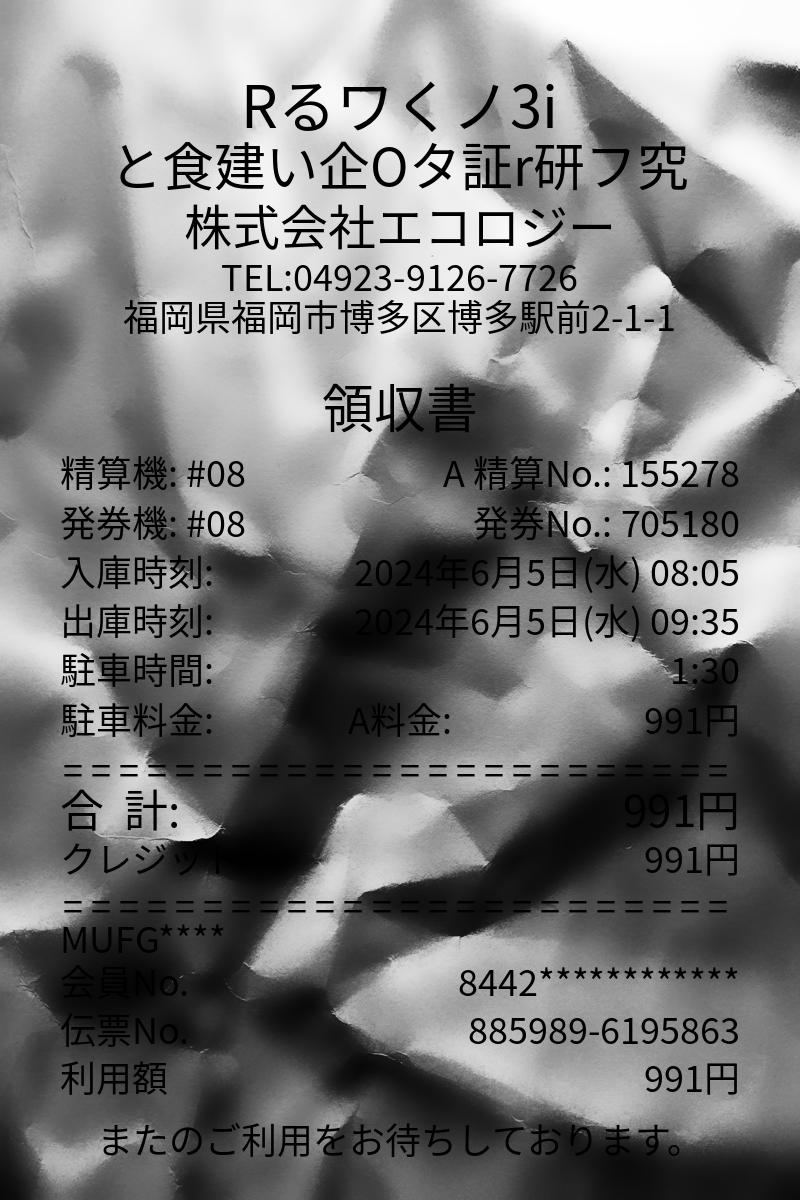 Rるワくノ3i
と食建い企Oタ証r研フ究
株式会社エコロジー
TEL:04923-9126-7726
福岡県福岡市博多区博多駅前2-1-1
領収書
精算機: #08 A 精算No.: 155278
発券機: #08 発券No.: 705180
入庫時刻: 2024年6月5日(水) 08:05
出庫時刻: 2024年6月5日(水) 09:35
駐車時間: 1:30
駐車料金: A料金: 991円
========================
合 計: 991円
クレジット 991円
========================
MUFG****
会員No. 8442************
伝票No. 885989-6195863
利用額 991円
またのご利用をお待ちしております。